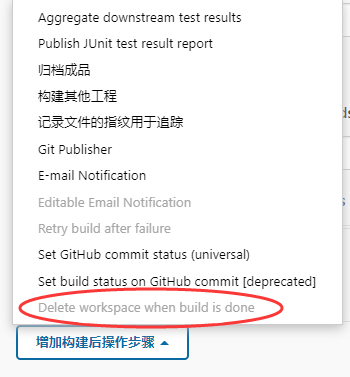 Aggregate downstream test results
Publish JUnit test result report
归档成品
构建其他工程
记录文件的指纹用于追踪
Git Publisher
E-mail Notification
Editable Email Notification
Retry build after failure
Set GitHub commit status (universal)
Set build status on GitHub commit [deprecated]
Delete workspace when build is done
增加构建后操作步骤